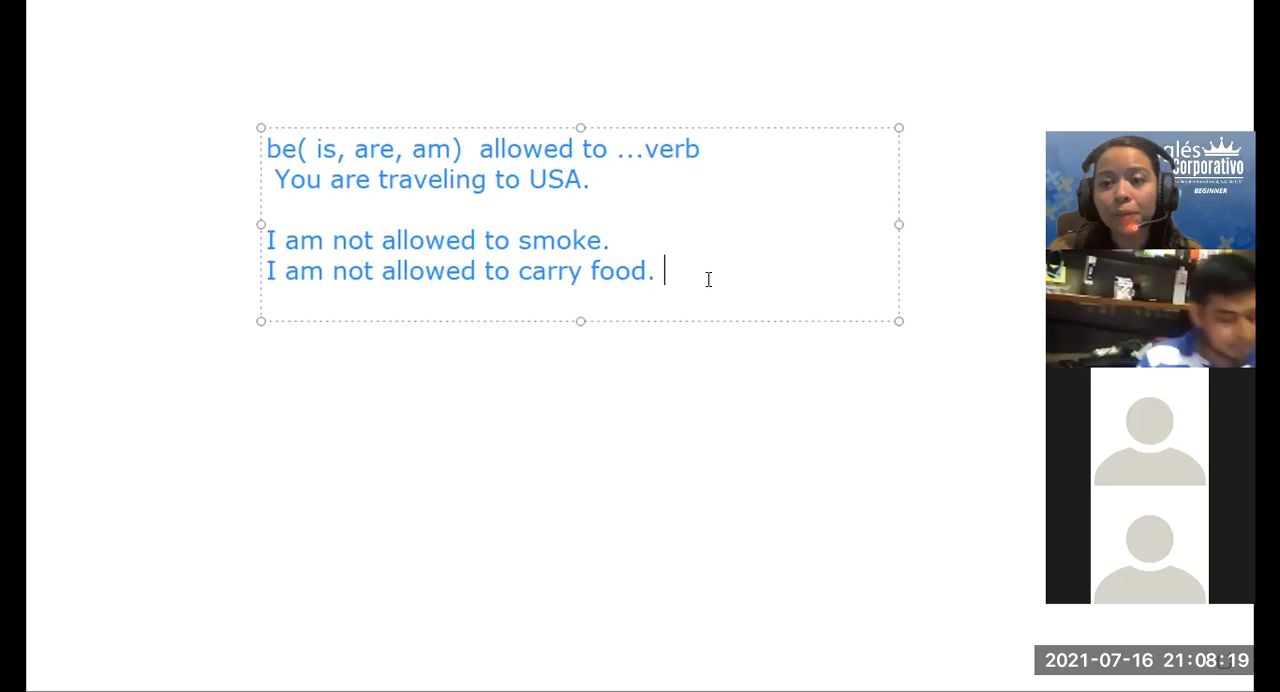 be( is, are, am)  allowed to ...verb
You are traveling to USA.
I am not allowed to smoke.
I am not allowed to carry food.
glés
Corporativo
BEGINNER
2021-07-16 21:08:19